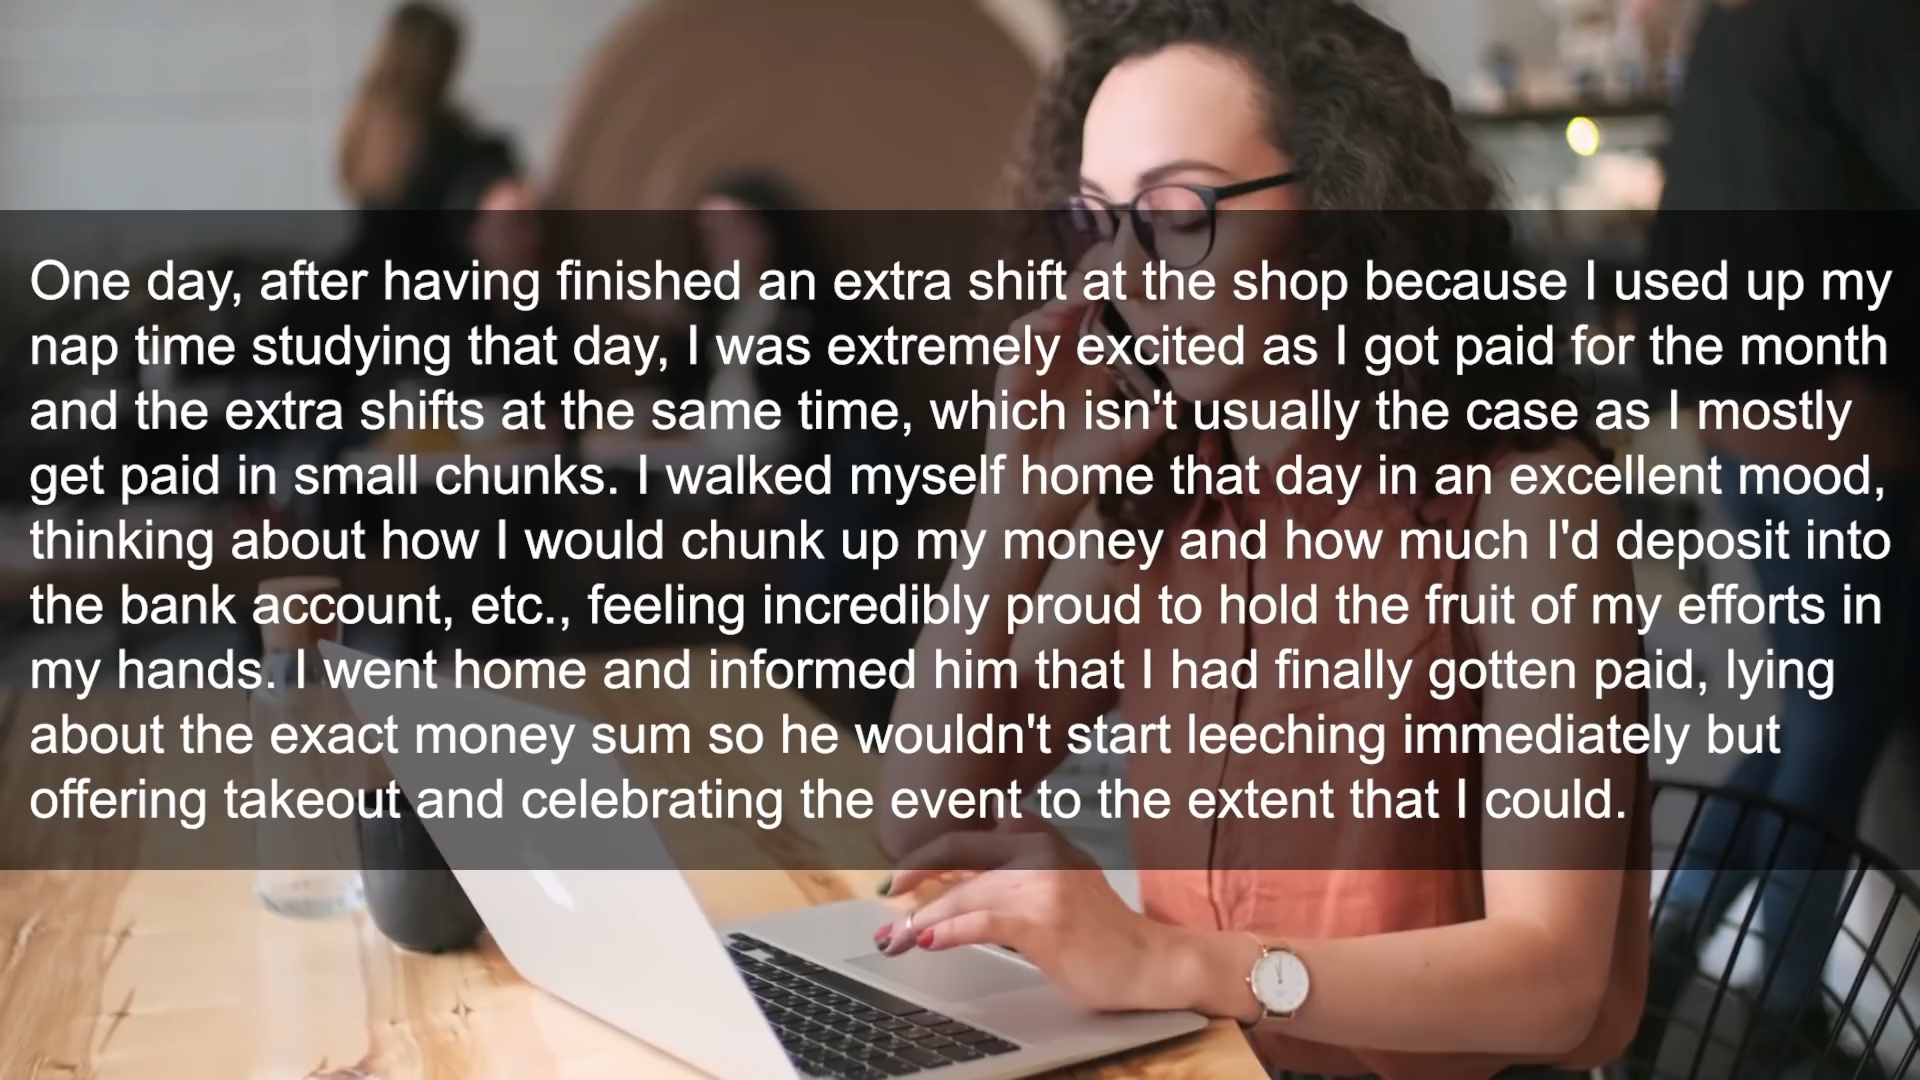 One day, after having finished an extra shift at the shop because I used up my
nap time studying that day, I was extremely excited as I got paid for the month
and the extra shifts at the same time, which isn't usually the case as I mostly
get paid in small chunks. I walked myself home that day in an excellent mood,
thinking about how I would chunk up my money and how much I'd deposit into
the bank account, etc., feeling incredibly proud to hold the fruit of my efforts in
my hands. I went home and informed him that I had finally gotten paid, lying
about the exact money sum so he wouldn't start leeching immediately but
offering takeout and celebrating the event to the extent that I could.